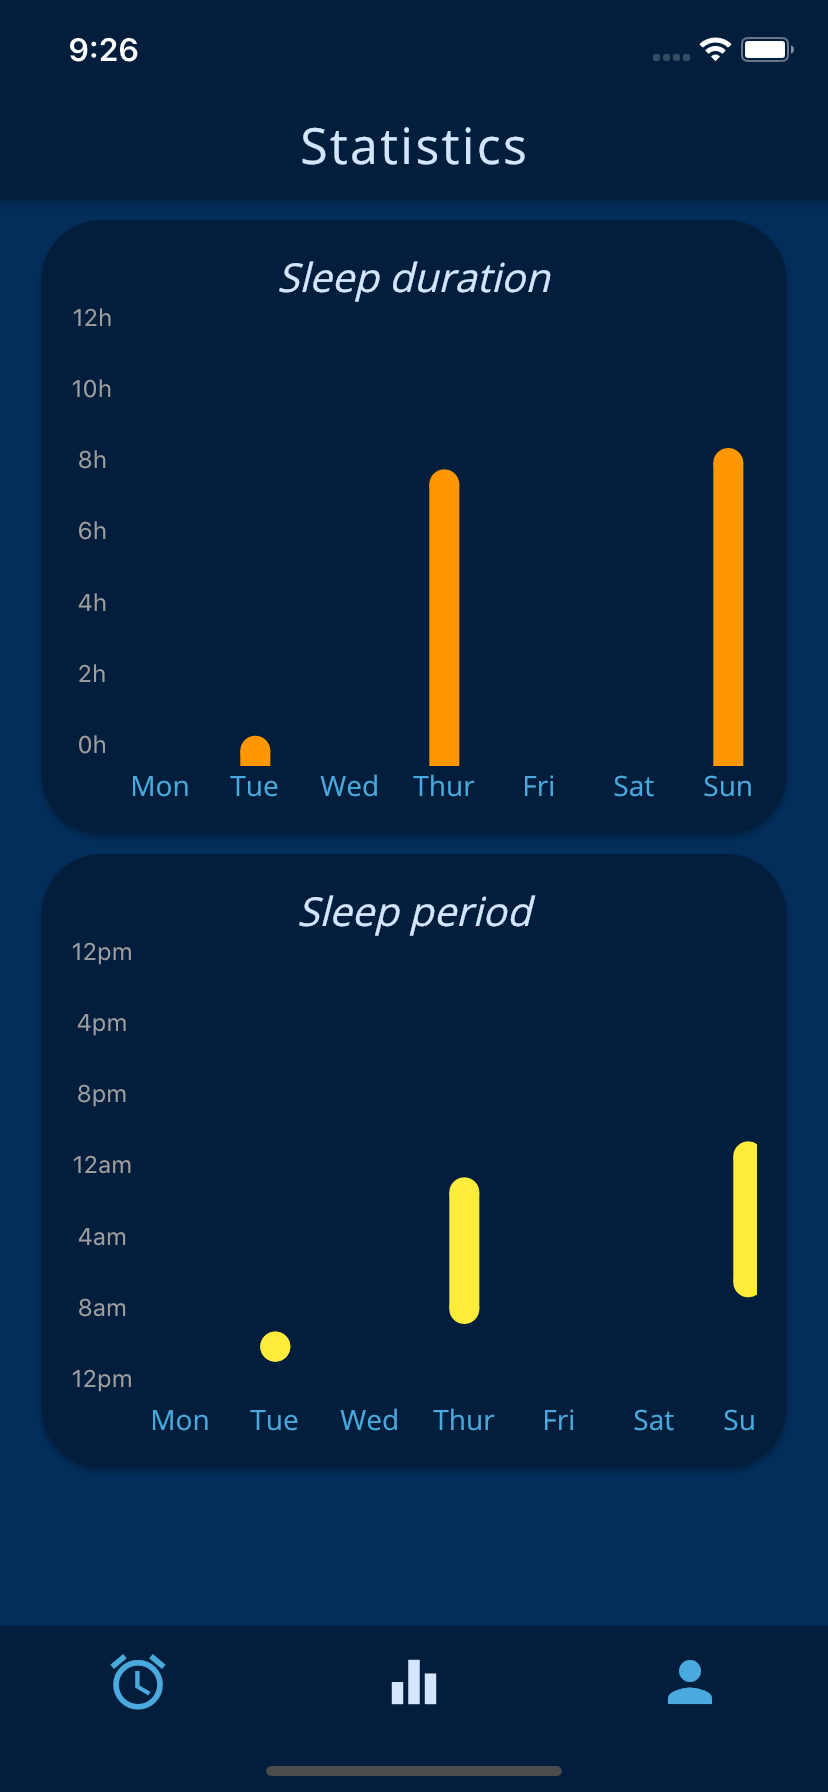 9:26
Statistics
Sleep duration
12h
10h
8h
6h
4h
2h
0h
Mon Tue Wed Thur Fri Sat Sun
Sleep period
12pm
4pm
8pm
12am
4am
8am
12pm
Mon Tue Wed Thur Fri Sat Su